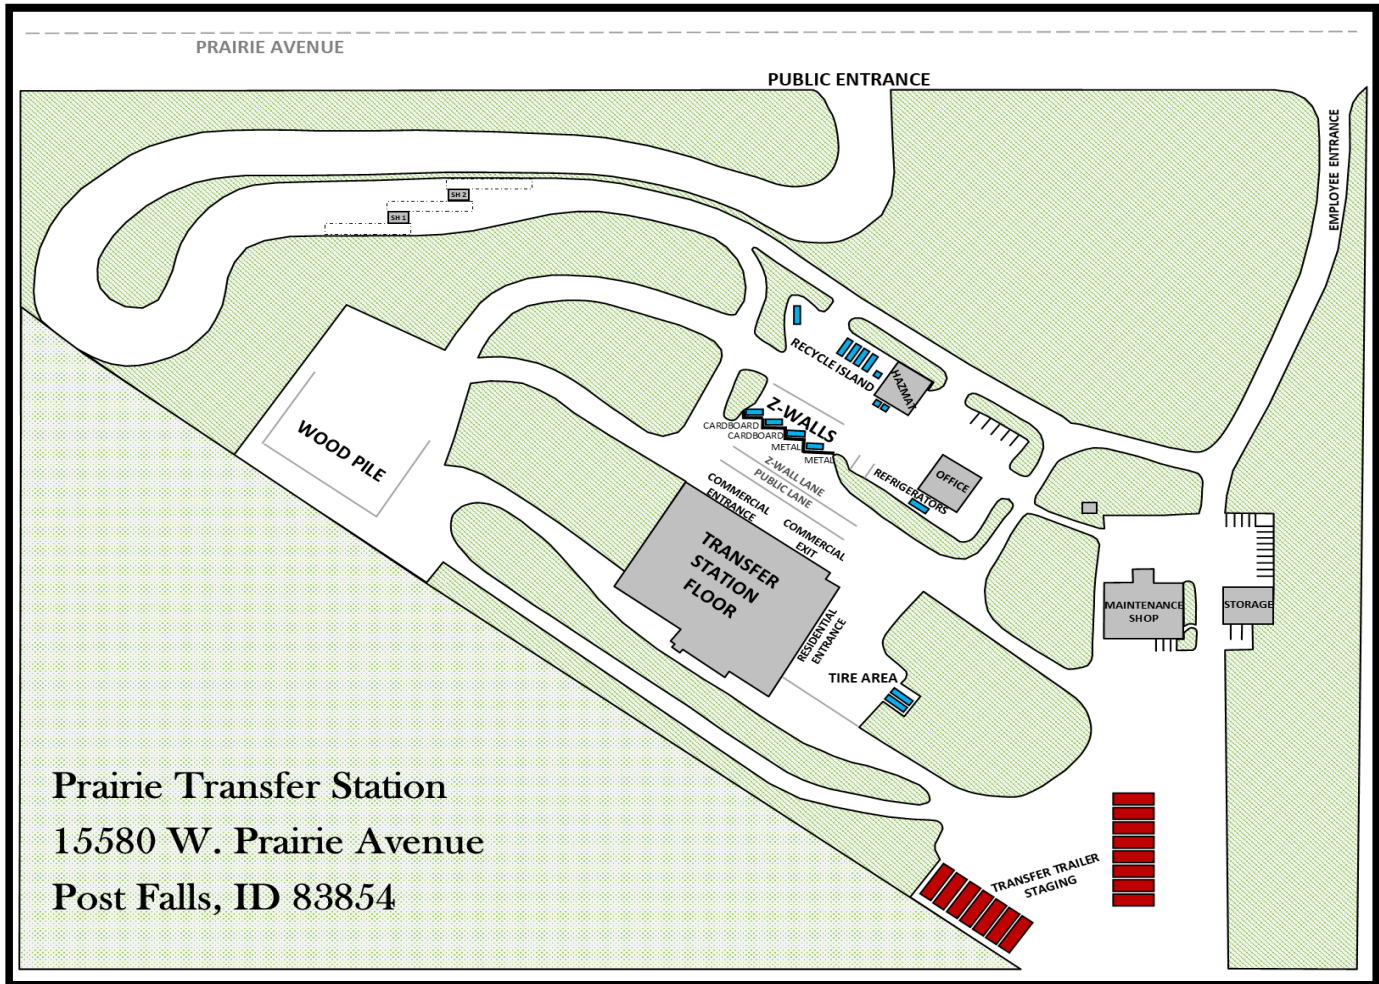 PRAIRIE AVENUE
PUBLIC ENTRANCE
EMPLOYEE ENTRANCE
SH 2
SH 1
RECYCLE ISLAND
HAZMAT
Z-WALLS
CARDBOARD
CARDBOARD
METAL
METAL
Z-WALL LANE
PUBLIC LANE
WOOD PILE
REFRIGERATORS
OFFICE
COMMERCIAL
ENTRANCE
COMMERCIAL
EXIT
TRANSFER
STATION
FLOOR
RESIDENTIAL
ENTRANCE
MAINTENANCE
SHOP
STORAGE
TIRE AREA
TRANSFER TRAILER
STAGING
Prairie Transfer Station
15580 W. Prairie Avenue
Post Falls, ID 83854